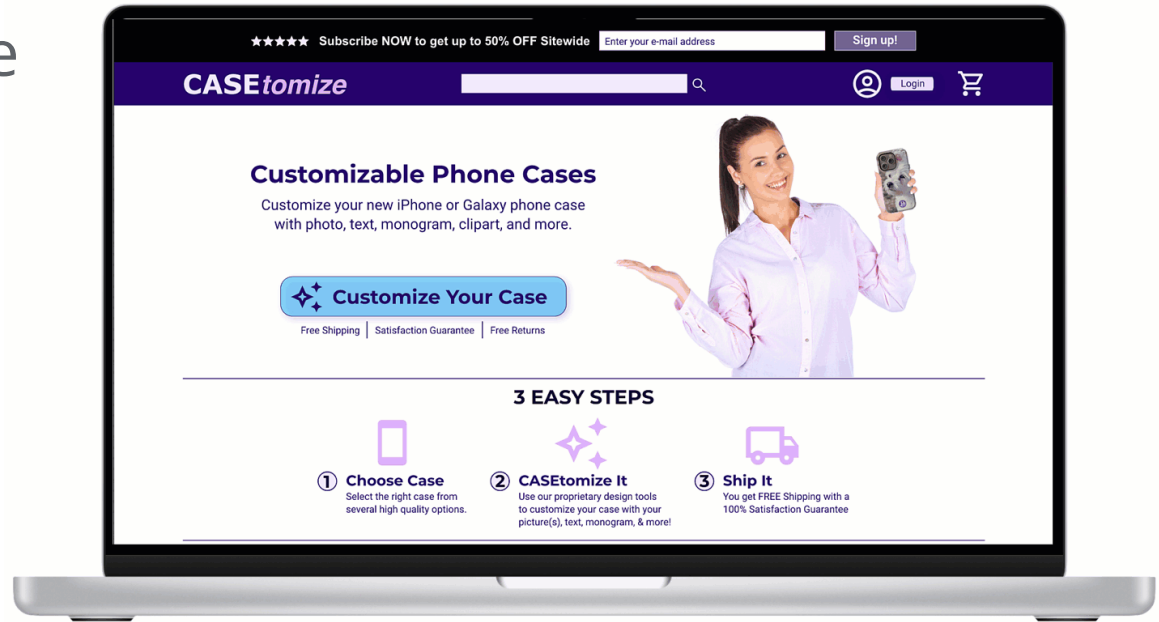 e
★★★★★ Subscribe NOW to get up to 50% OFF Sitewide
Enter your e-mail address
Sign up!
CASEtomize
Login
Customizable Phone Cases
Customize your new iPhone or Galaxy phone case
with photo, text, monogram, clipart, and more.
Customize Your Case
Free Shipping | Satisfaction Guarantee | Free Returns
3 EASY STEPS
1 Choose Case
Select the right case from
several high quality options.
2 CASEtomize It
Use our proprietary design tools
to customize your case with your
picture(s), text, monogram, & more!
3 Ship It
You get FREE Shipping with a
100% Satisfaction Guarantee